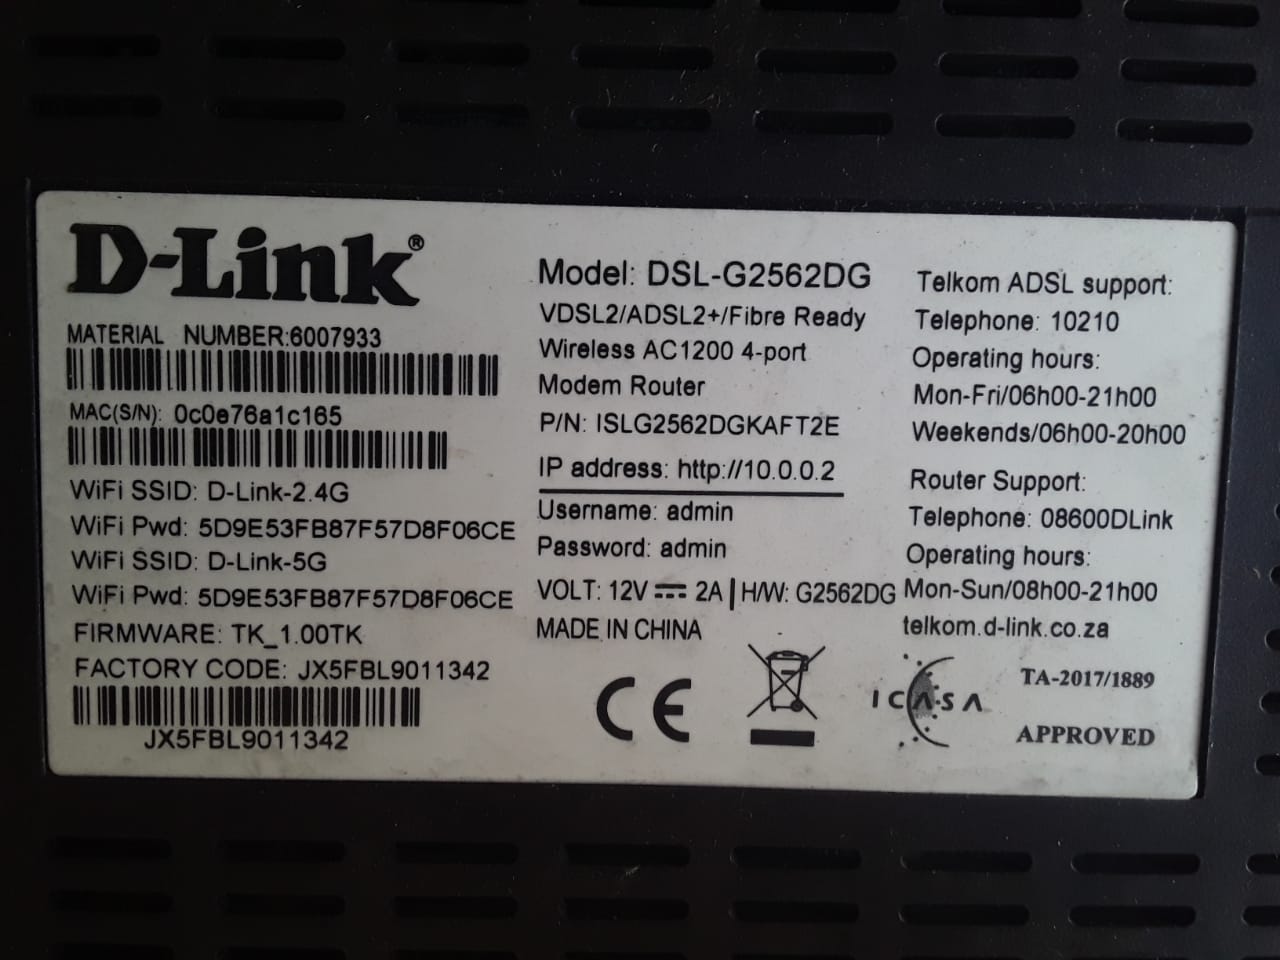 D-Link®
MATERIAL NUMBER:6007933
MAC(S/N): 0c0e76a1c165
WiFi SSID: D-Link-2.4G
WiFi Pwd: 5D9E53FB87F57D8F06CE
WiFi SSID: D-Link-5G
WiFi Pwd: 5D9E53FB87F57D8F06CE
FIRMWARE: TK_1.00TK
FACTORY CODE: JX5FBL9011342
JX5FBL9011342
Model: DSL-G2562DG
VDSL2/ADSL2+/Fibre Ready
Wireless AC1200 4-port
Modem Router
P/N: ISLG2562DGKAFT2E
IP address: http://10.0.0.2
Username: admin
Password: admin
VOLT: 12V ⎓ 2A | H/W: G2562DG
MADE IN CHINA
CE
Telkom ADSL support:
Telephone: 10210
Operating hours:
Mon-Fri/06h00-21h00
Weekends/06h00-20h00
Router Support:
Telephone: 08600DLink
Operating hours:
Mon-Sun/08h00-21h00
telkom.d-link.co.za
ICASA
TA-2017/1889
APPROVED